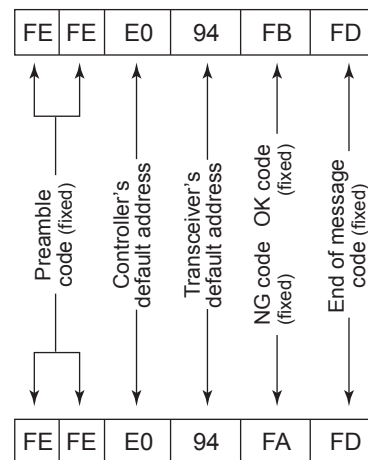 FE FE E0 94 FB FD
Preamble
code (fixed)
Controller's
default address
Transceiver's
default address
OK code
(fixed)
NG code
(fixed)
End of message
code (fixed)
FE FE E0 94 FA FD